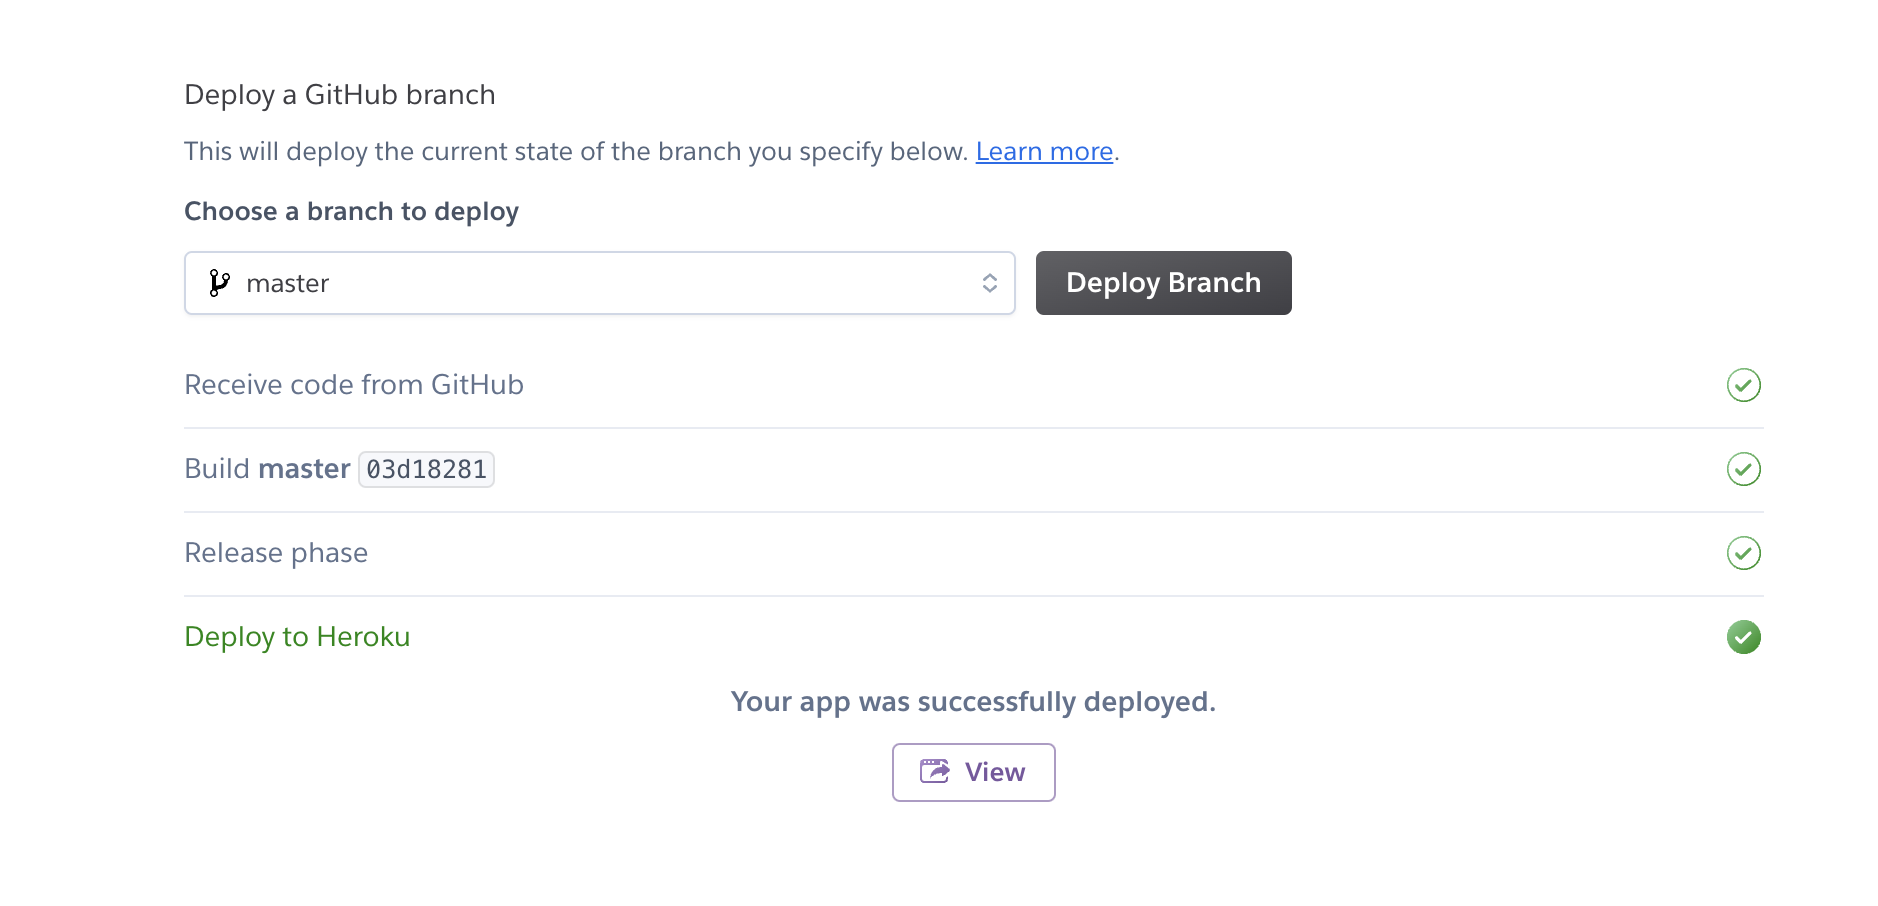 Deploy a GitHub branch
This will deploy the current state of the branch you specify below. Learn more.
Choose a branch to deploy
master Deploy Branch
Receive code from GitHub
Build master 03d18281
Release phase
Deploy to Heroku
Your app was successfully deployed.
View